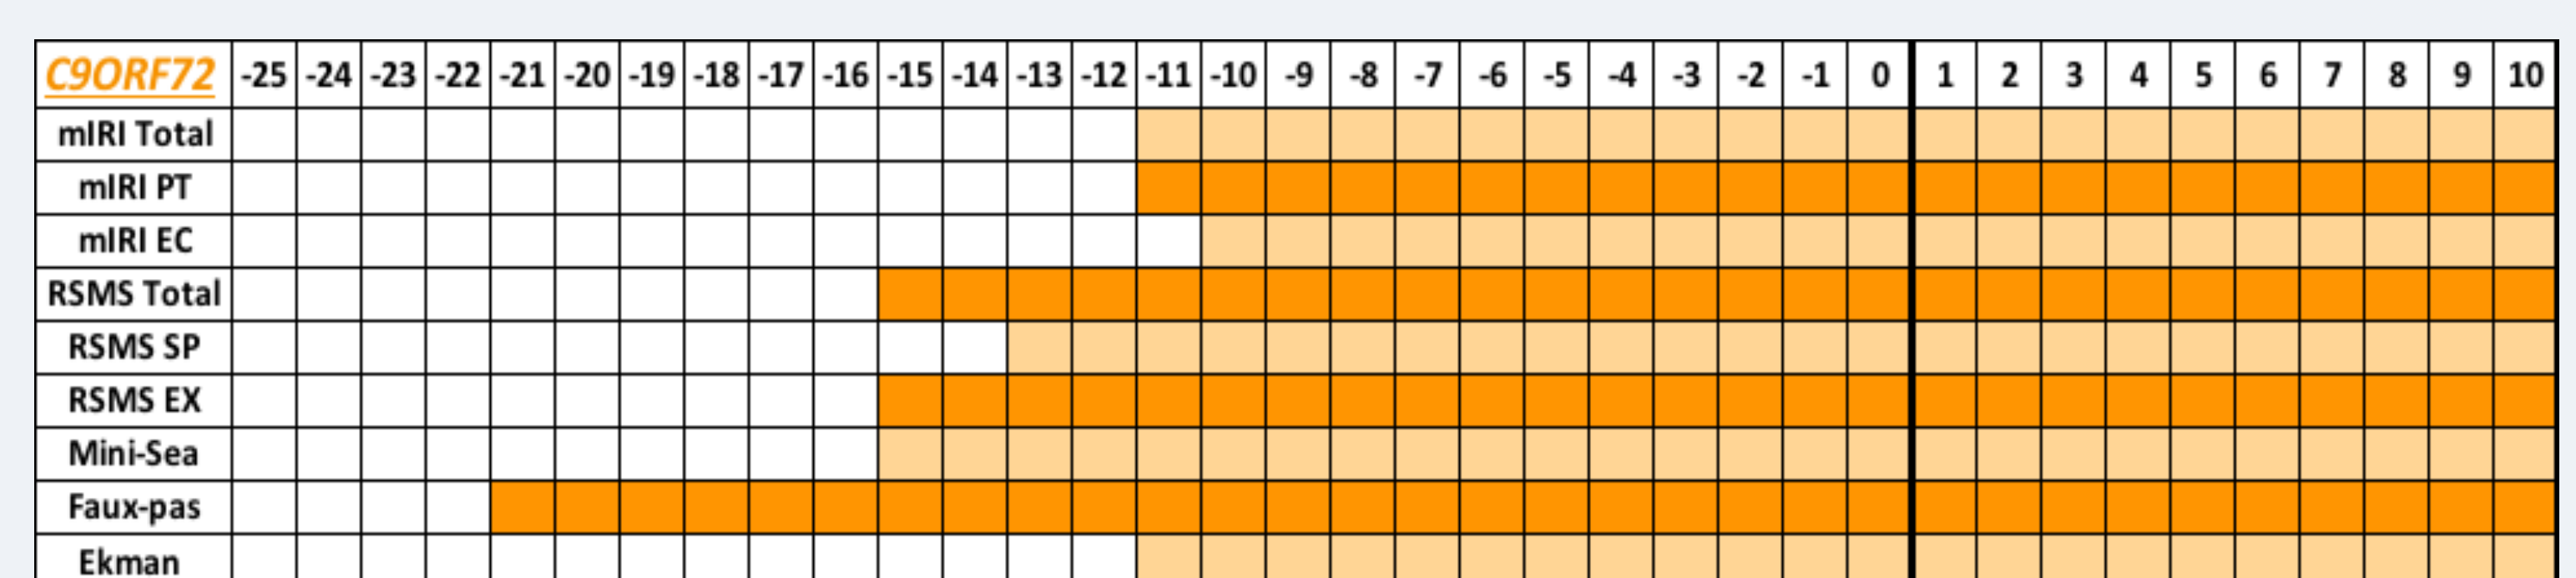 C9ORF72 -25 -24 -23 -22 -21 -20 -19 -18 -17 -16 -15 -14 -13 -12 -11 -10 -9 -8 -7 -6 -5 -4 -3 -2 -1 0 1 2 3 4 5 6 7 8 9 10
mIRI Total
mIRI PT
mIRI EC
RSMS Total
RSMS SP
RSMS EX
Mini-Sea
Faux-pas
Ekman